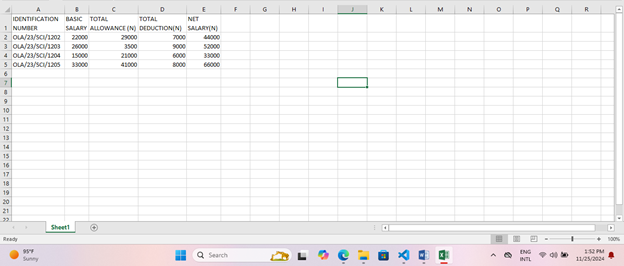 A B C D E F G H I J K L M N O P Q R
IDENTIFICATION BASIC TOTAL TOTAL NET
1 NUMBER SALARY ALLOWANCE (N) DEDUCTION(N) SALARY(N)
2 OLA/23/SCI/1202 22000 29000 7000 44000
3 OLA/23/SCI/1203 26000 3500 9000 52000
4 OLA/23/SCI/1204 15000 21000 6000 33000
5 OLA/23/SCI/1205 33000 41000 8000 66000
6
7
8
9
10
11
12
13
14
15
16
17
18
19
20
21
22
Sheet1
Ready 100%
95°F Sunny Search ENG INTL 1:52 PM 11/25/2024